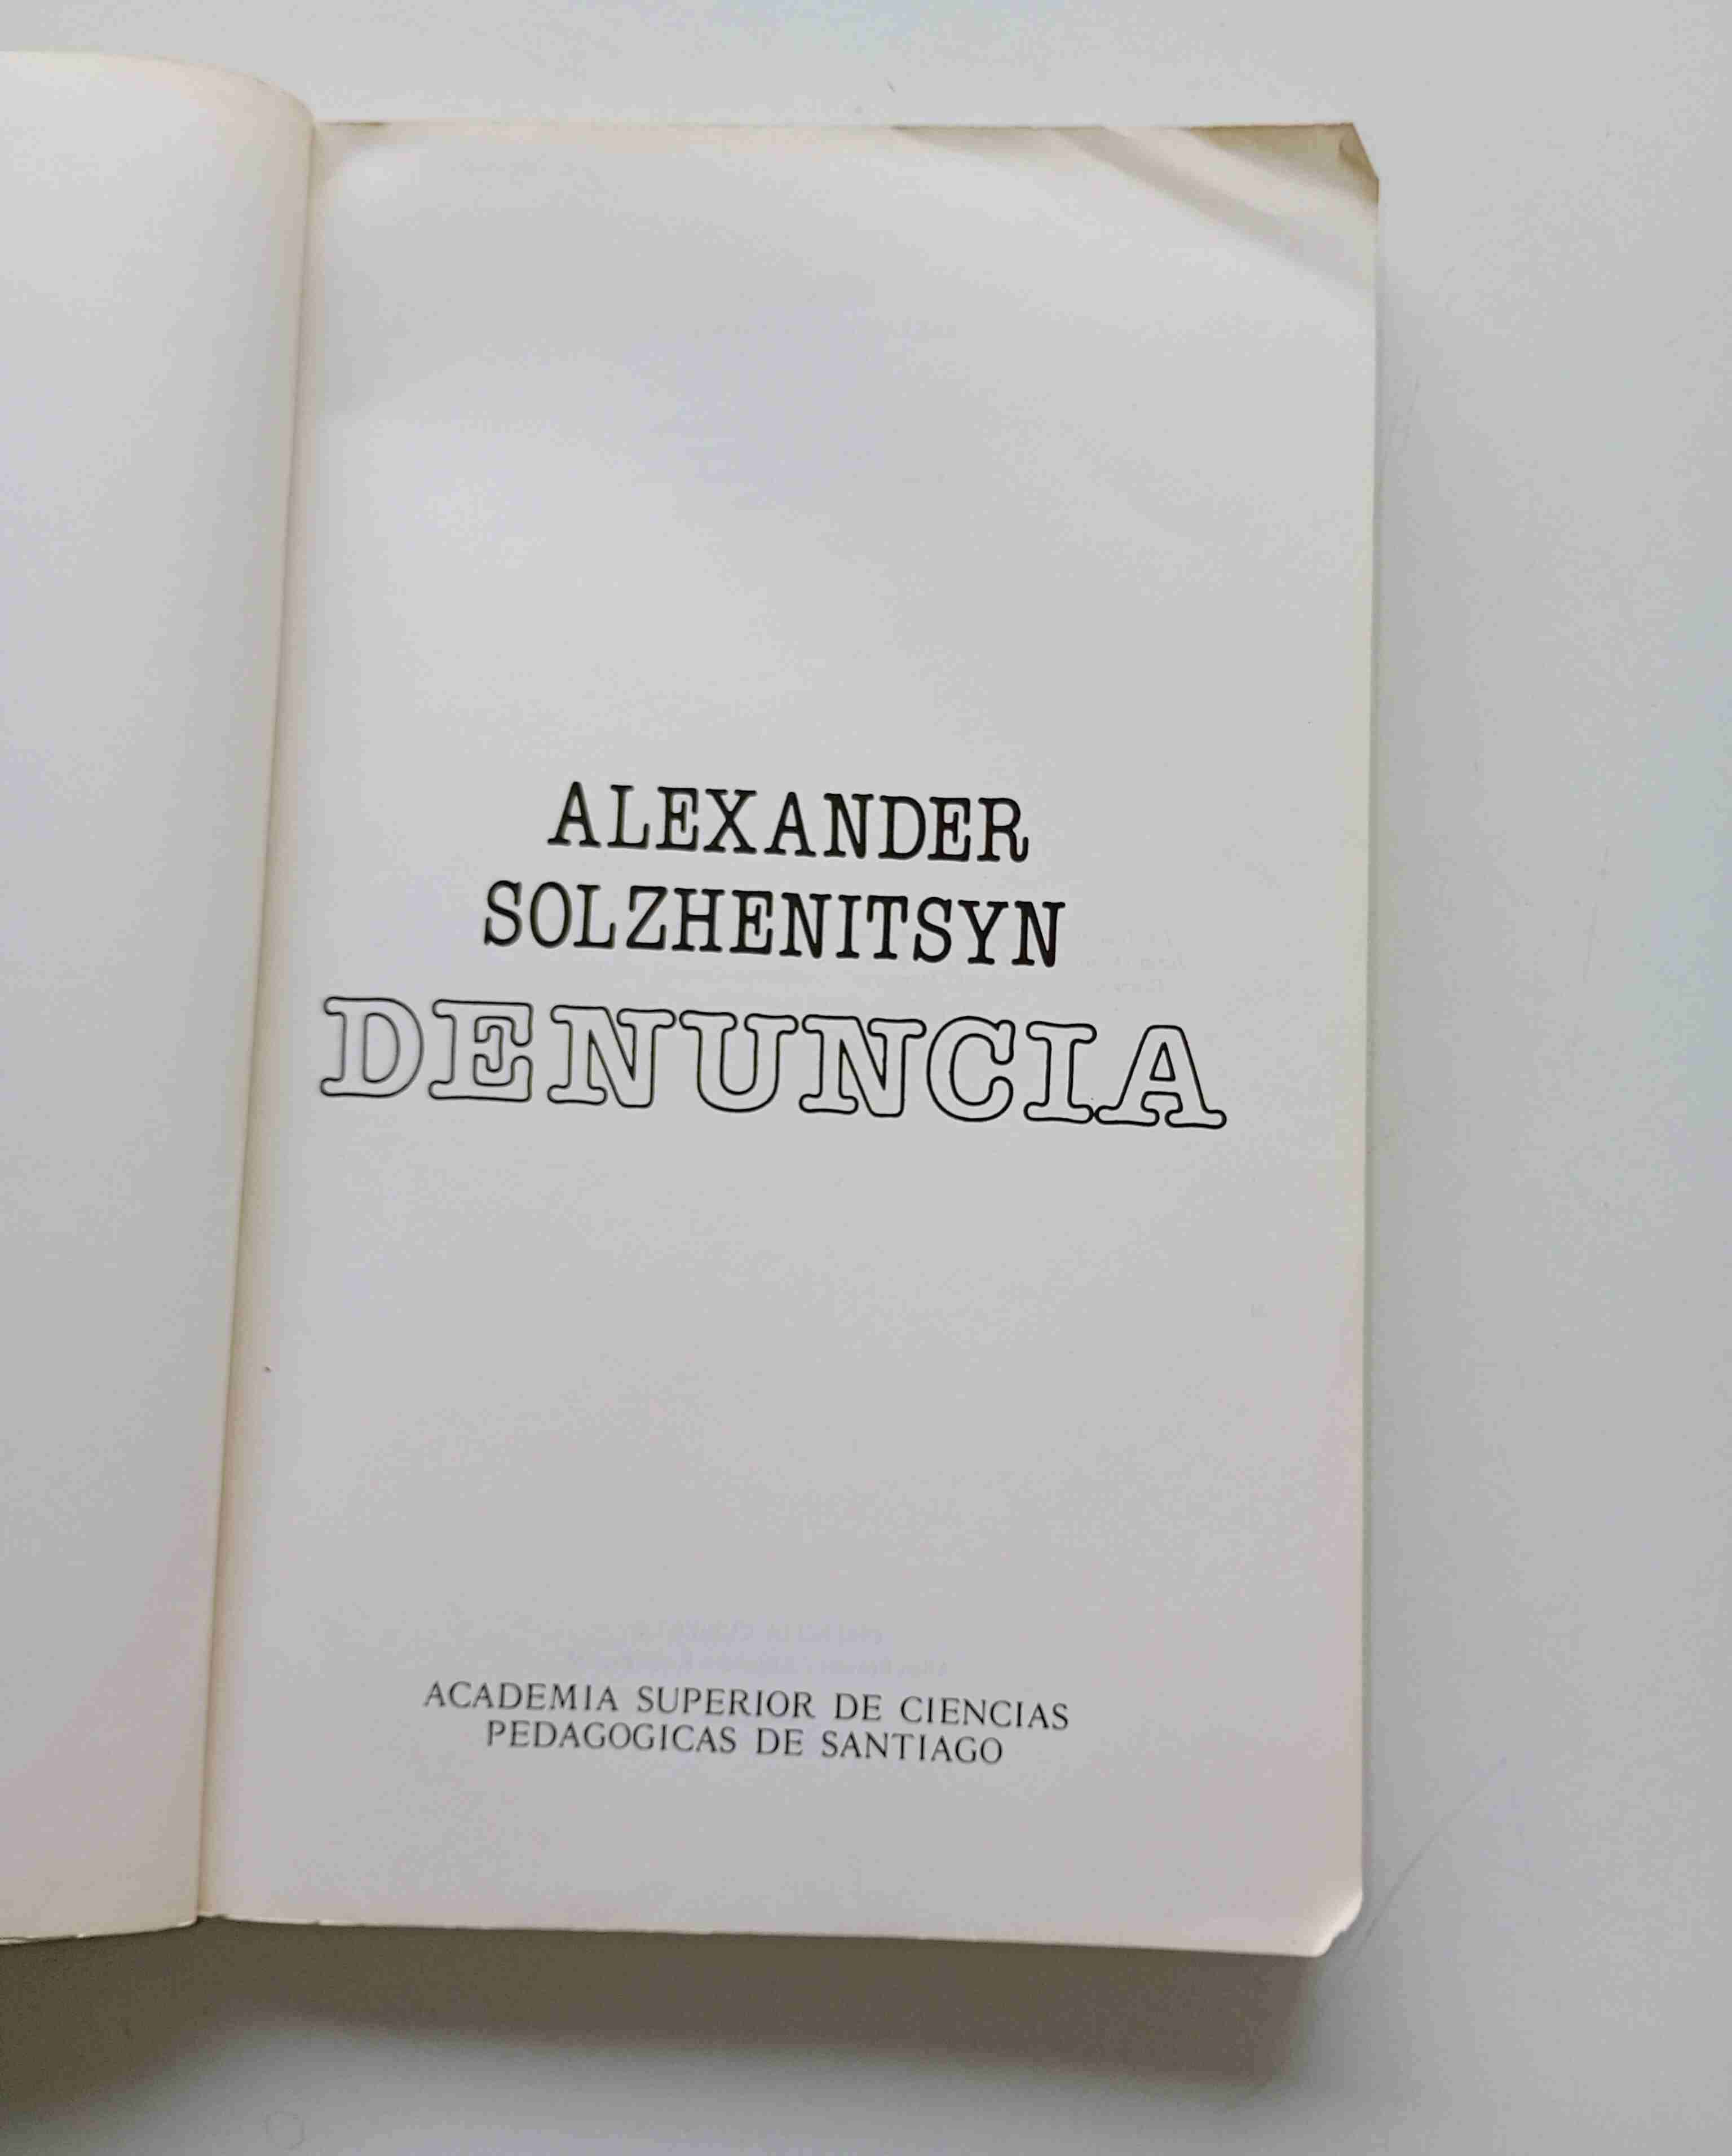 ALEXANDER
SOLZHENITSYN
DENUNCIA
ACADEMIA SUPERIOR DE CIENCIAS
PEDAGOGICAS DE SANTIAGO